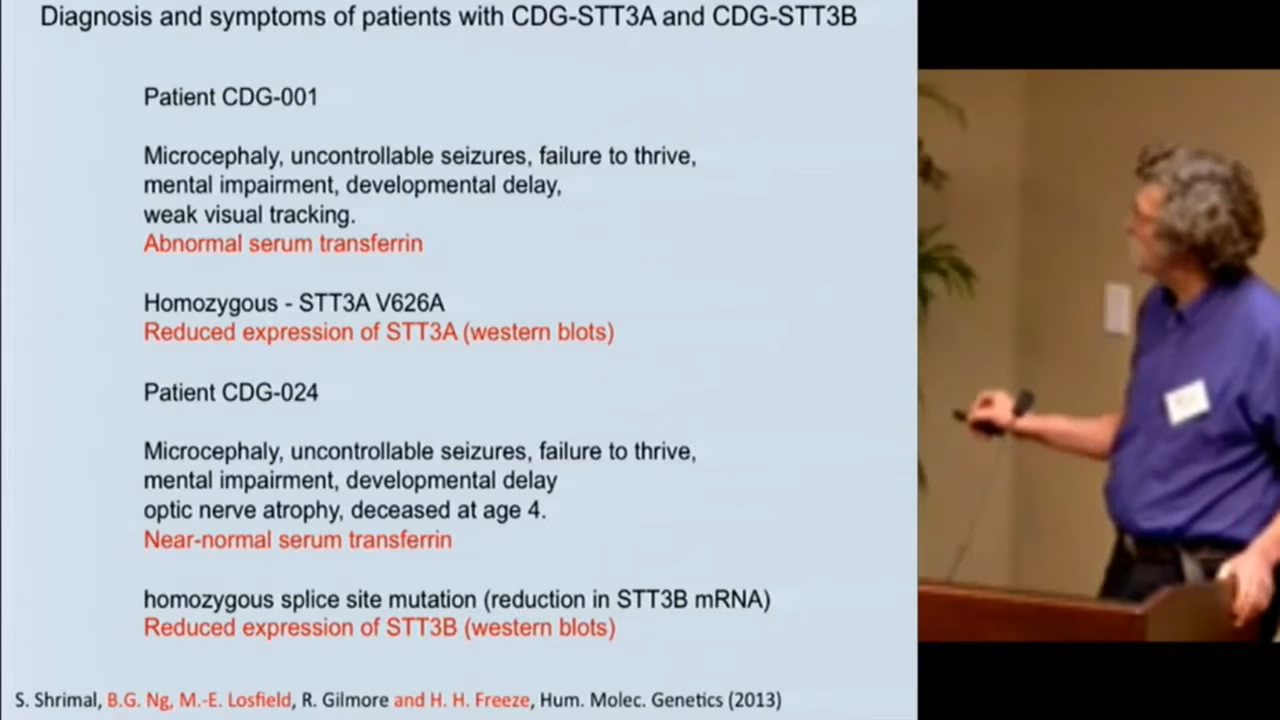 Diagnosis and symptoms of patients with CDG-STT3A and CDG-STT3B
Patient CDG-001
Microcephaly, uncontrollable seizures, failure to thrive,
mental impairment, developmental delay,
weak visual tracking.
Abnormal serum transferrin
Homozygous - STT3A V626A
Reduced expression of STT3A (western blots)
Patient CDG-024
Microcephaly, uncontrollable seizures, failure to thrive,
mental impairment, developmental delay
optic nerve atrophy, deceased at age 4.
Near-normal serum transferrin
homozygous splice site mutation (reduction in STT3B mRNA)
Reduced expression of STT3B (western blots)
S. Shrimal, B.G. Ng, M.-E. Losfield, R. Gilmore and H. H. Freeze, Hum. Molec. Genetics (2013)